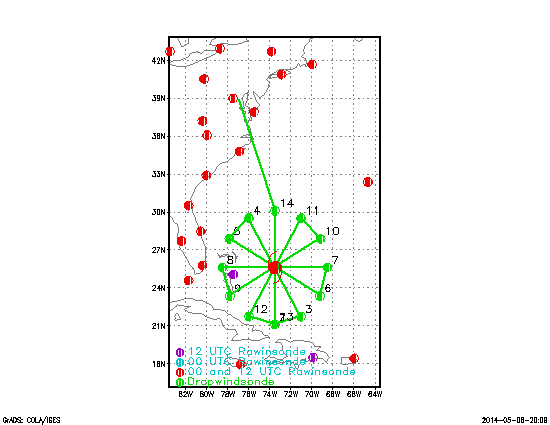 42N
39N
36N
33N
30N
27N
24N
21N
18N
14
4
11
5
10
8
7
9
6
12
13
3
12 UTC Rawinsonde
00 UTC Rawinsonde
00 and 12 UTC Rawinsonde
Dropwindsonde
82W 80W 78W 76W 74W 72W 70W 68W 66W 64W
GrADS: COLA/IGES
2014-05-08-20:09